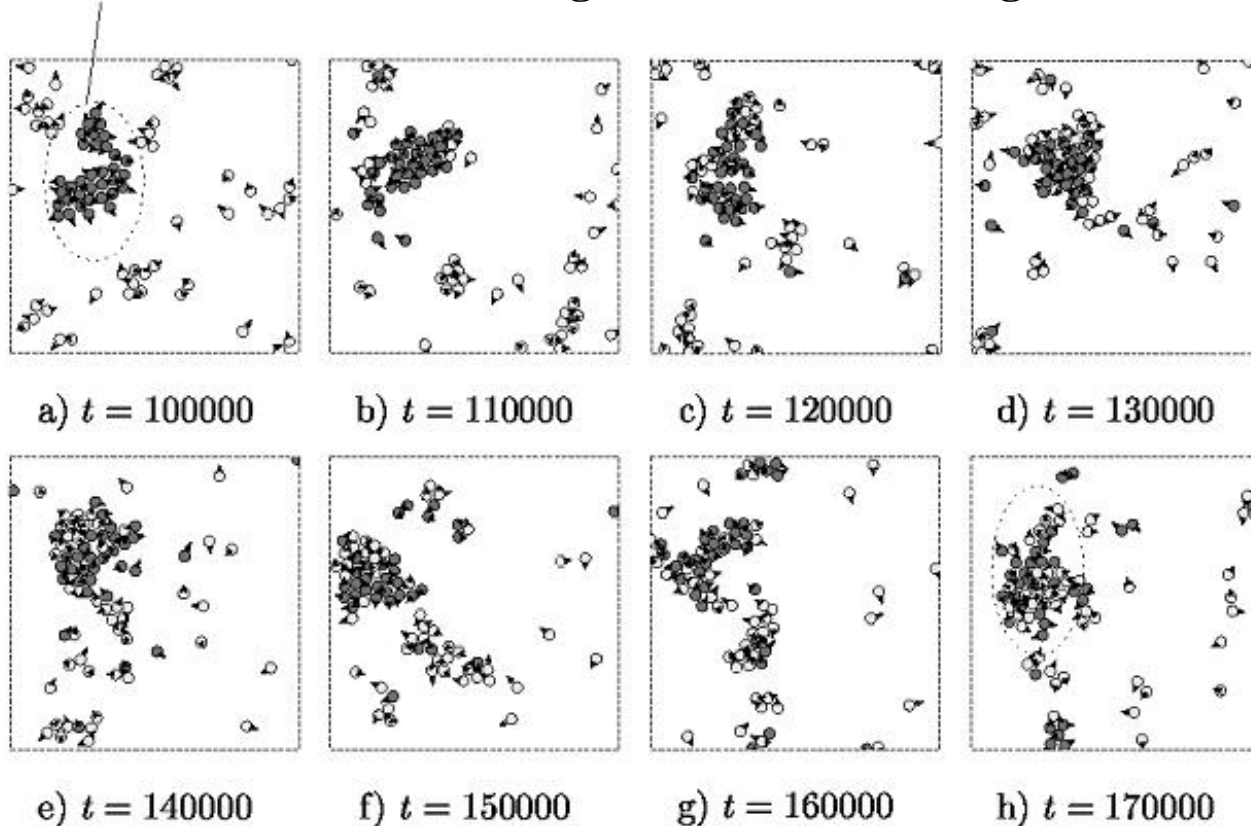 a) t = 100000
b) t = 110000
c) t = 120000
d) t = 130000
e) t = 140000
f) t = 150000
g) t = 160000
h) t = 170000